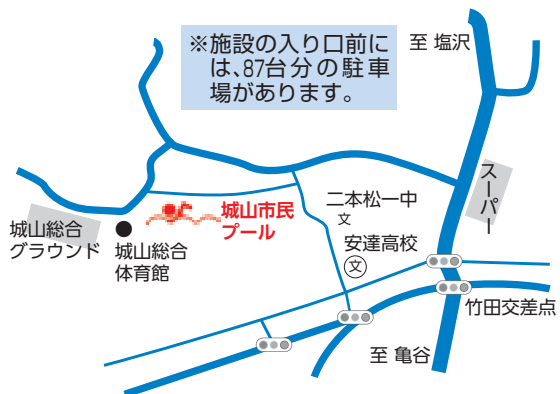 ※施設の入り口前に
は、87台分の駐車
場があります。
至 塩沢
スーパー
二本松一中
文
城山市民
プール
城山総合
グラウンド
城山総合
体育館
安達高校
文
竹田交差点
至 亀谷